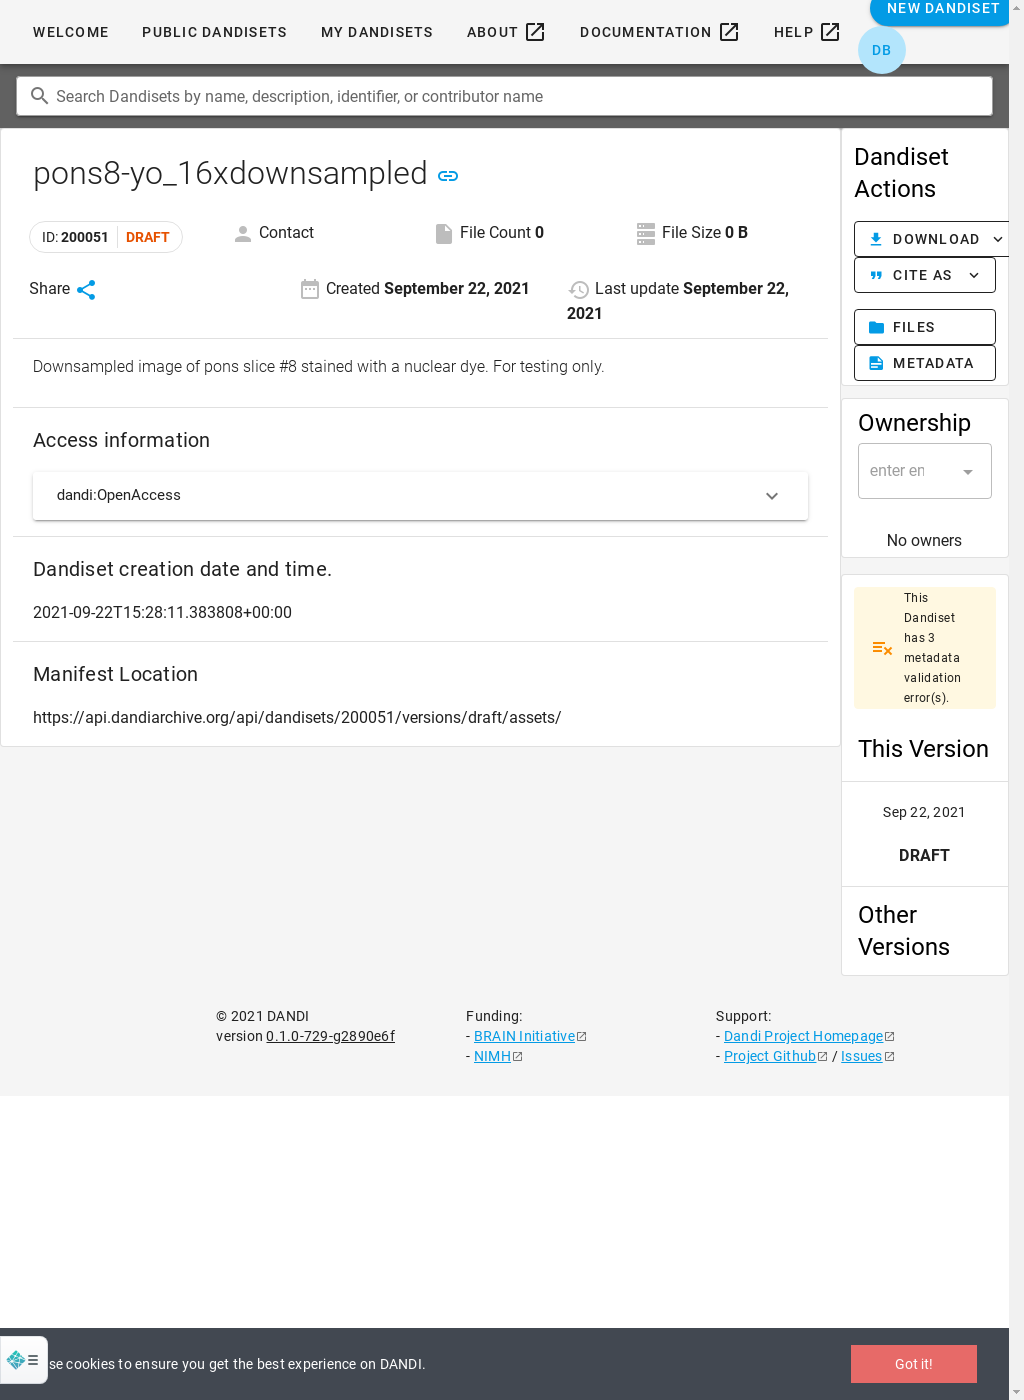 WELCOME
PUBLIC DANDISETS
MY DANDISETS
ABOUT
DOCUMENTATION
HELP
NEW DANDISET
DB
Search Dandisets by name, description, identifier, or contributor name
pons8-yo_16xdownsampled
ID: 200051 DRAFT
Contact
File Count 0
File Size 0 B
Share
Created September 22, 2021
Last update September 22,
2021
Downsampled image of pons slice #8 stained with a nuclear dye. For testing only.
Access information
dandi:OpenAccess
Dandiset creation date and time.
2021-09-22T15:28:11.383808+00:00
Manifest Location
https://api.dandiarchive.org/api/dandisets/200051/versions/draft/assets/
Dandiset
Actions
DOWNLOAD
CITE AS
FILES
METADATA
Ownership
enter en
No owners
This
Dandiset
has 3
metadata
validation
error(s).
This Version
Sep 22, 2021
DRAFT
Other
Versions
© 2021 DANDI
version 0.1.0-729-g2890e6f
Funding:
- BRAIN Initiative
- NIMH
Support:
- Dandi Project Homepage
- Project Github / Issues
se cookies to ensure you get the best experience on DANDI.
Got it!